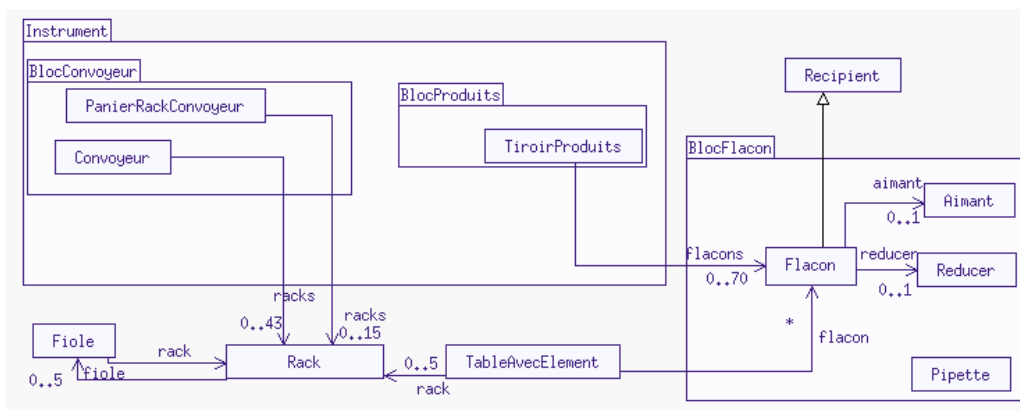 Instrument
BlocConvoyeur
PanierRackConvoyeur
Convoyeur
BlocProduits
TiroirProduits
Recipient
BlocFlacon
aimant
Aimant
0..1
flacons
0..70
Flacon
reducer
Reducer
0..1
racks
0..43
racks
0..15
*
flacon
Fiole
rack
0..5
fiole
Rack
0..5
rack
TableAvecElement
Pipette